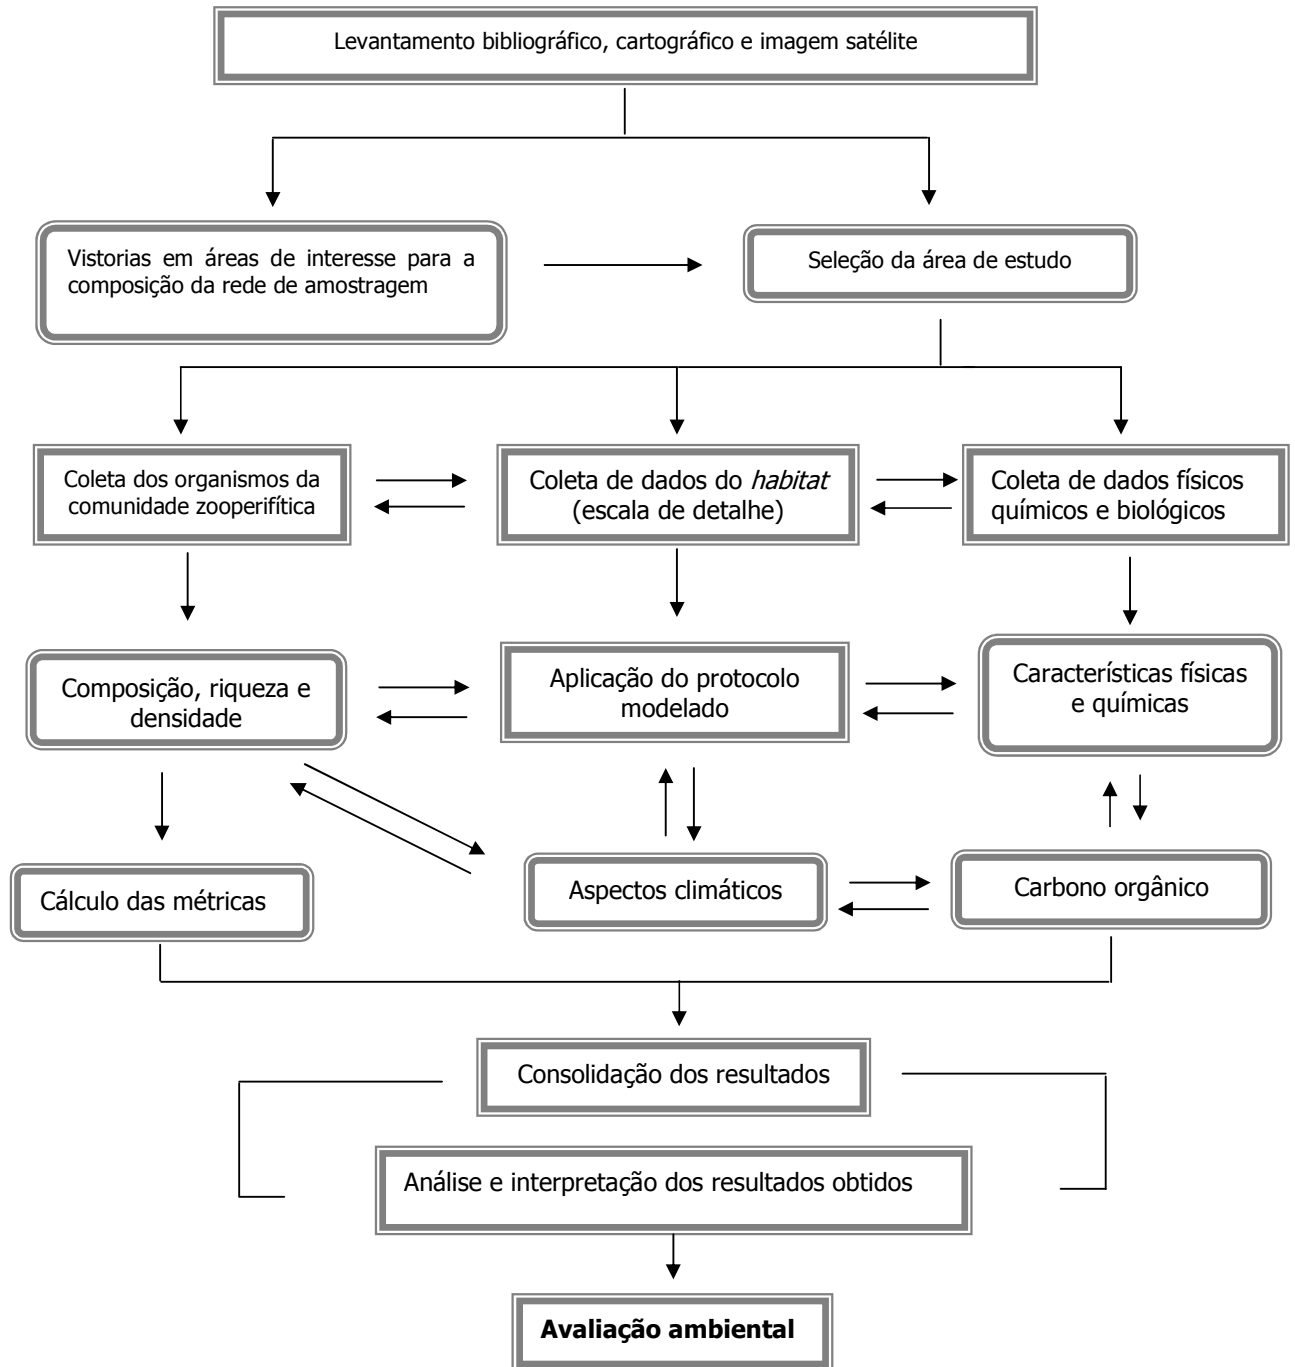 Levantamento bibliográfico, cartográfico e imagem satélite
Vistorias em áreas de interesse para a
composição da rede de amostragem
Seleção da área de estudo
Coleta dos organismos da
comunidade zooperifítica
Coleta de dados do habitat
(escala de detalhe)
Coleta de dados físicos
químicos e biológicos
Composição, riqueza e
densidade
Aplicação do protocolo
modelado
Características físicas
e químicas
Cálculo das métricas
Aspectos climáticos
Carbono orgânico
Consolidação dos resultados
Análise e interpretação dos resultados obtidos
Avaliação ambiental